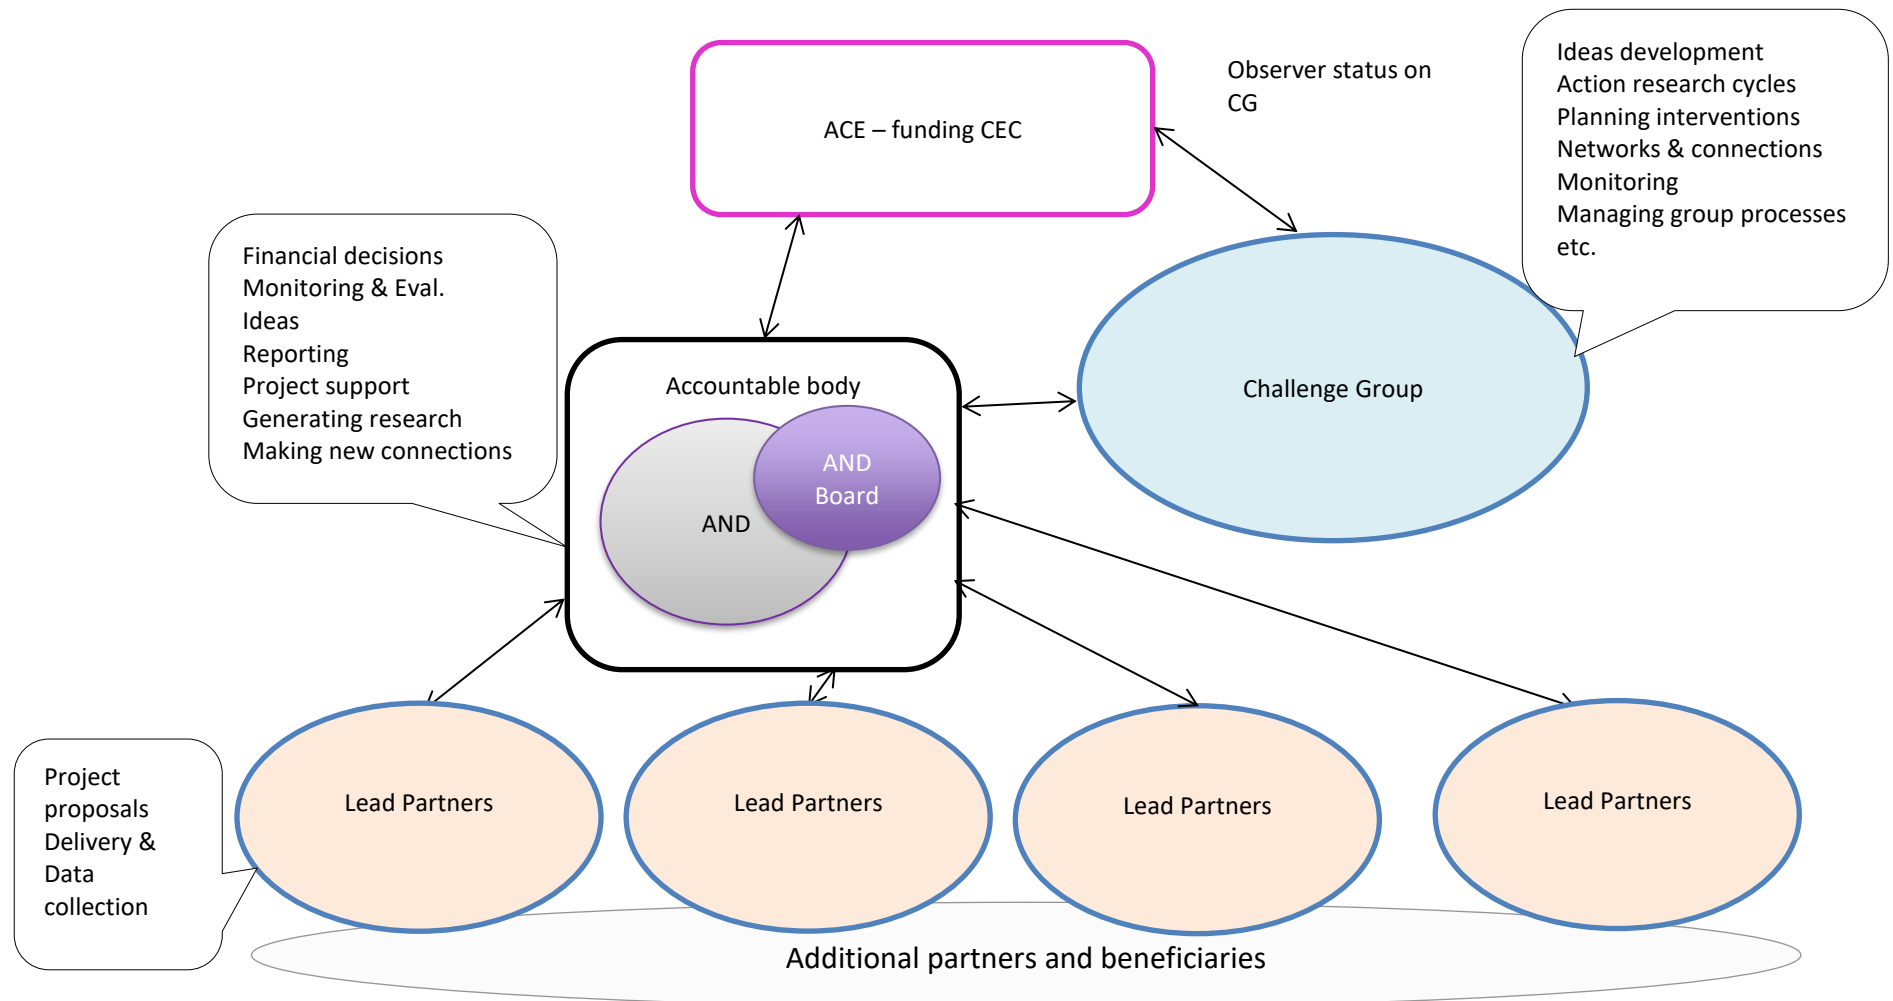 Observer status on
CG
ACE – funding CEC
Ideas development
Action research cycles
Planning interventions
Networks & connections
Monitoring
Managing group processes
etc.
Financial decisions
Monitoring & Eval.
Ideas
Reporting
Project support
Generating research
Making new connections
Accountable body
AND
Board
AND
Challenge Group
Project
proposals
Delivery &
Data
collection
Lead Partners
Lead Partners
Lead Partners
Lead Partners
Additional partners and beneficiaries